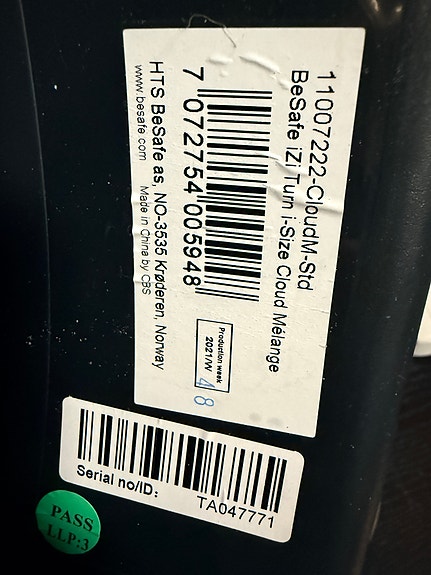 11007222-CloudM-Std
BeSafe iZi Turn i-Size Cloud Mélange
7 072754 005948
Production week
2021/W 48
HTS BeSafe as, NO-3535 Krøderen, Norway
www.besafe.com Made in China by CBS
Serial no/ID: TA047771
PASS
LLP:3